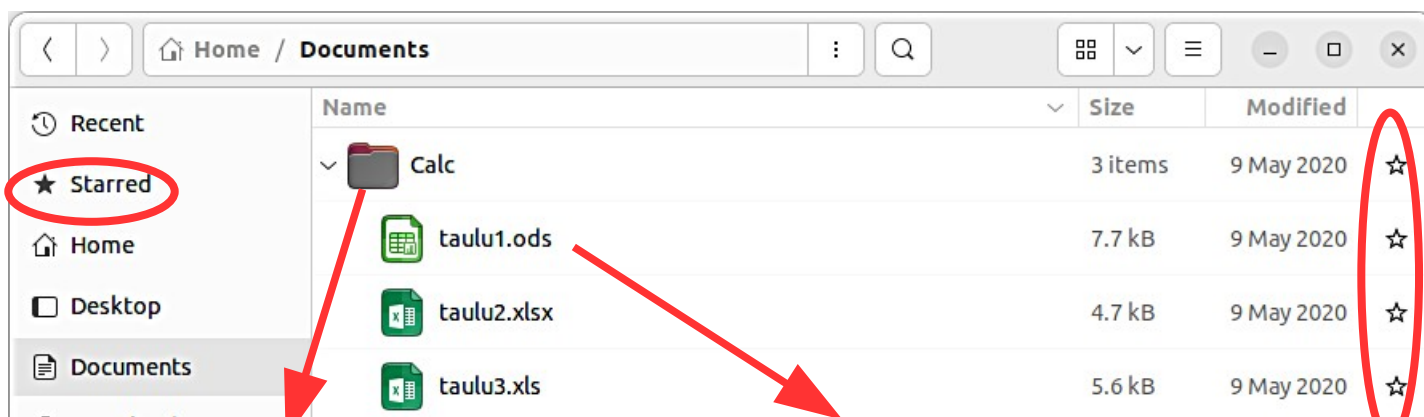 Home / Documents
Recent
Starred
Home
Desktop
Documents
Name Size Modified
Calc 3 items 9 May 2020
taulu1.ods 7.7 kB 9 May 2020
taulu2.xlsx 4.7 kB 9 May 2020
taulu3.xls 5.6 kB 9 May 2020